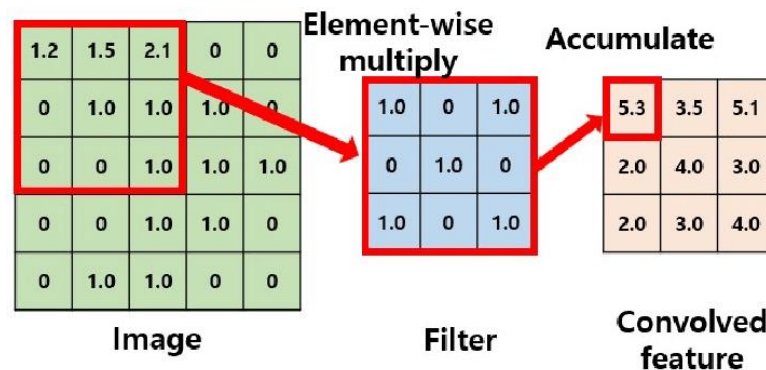 Element-wise
multiply
Accumulate
1.2 1.5 2.1 0 0
0 1.0 1.0 1.0 0
0 0 1.0 1.0 1.0
0 0 1.0 1.0 0
0 1.0 1.0 0 0
Image
1.0 0 1.0
0 1.0 0
1.0 0 1.0
Filter
5.3 3.5 5.1
2.0 4.0 3.0
2.0 3.0 4.0
Convolved
feature